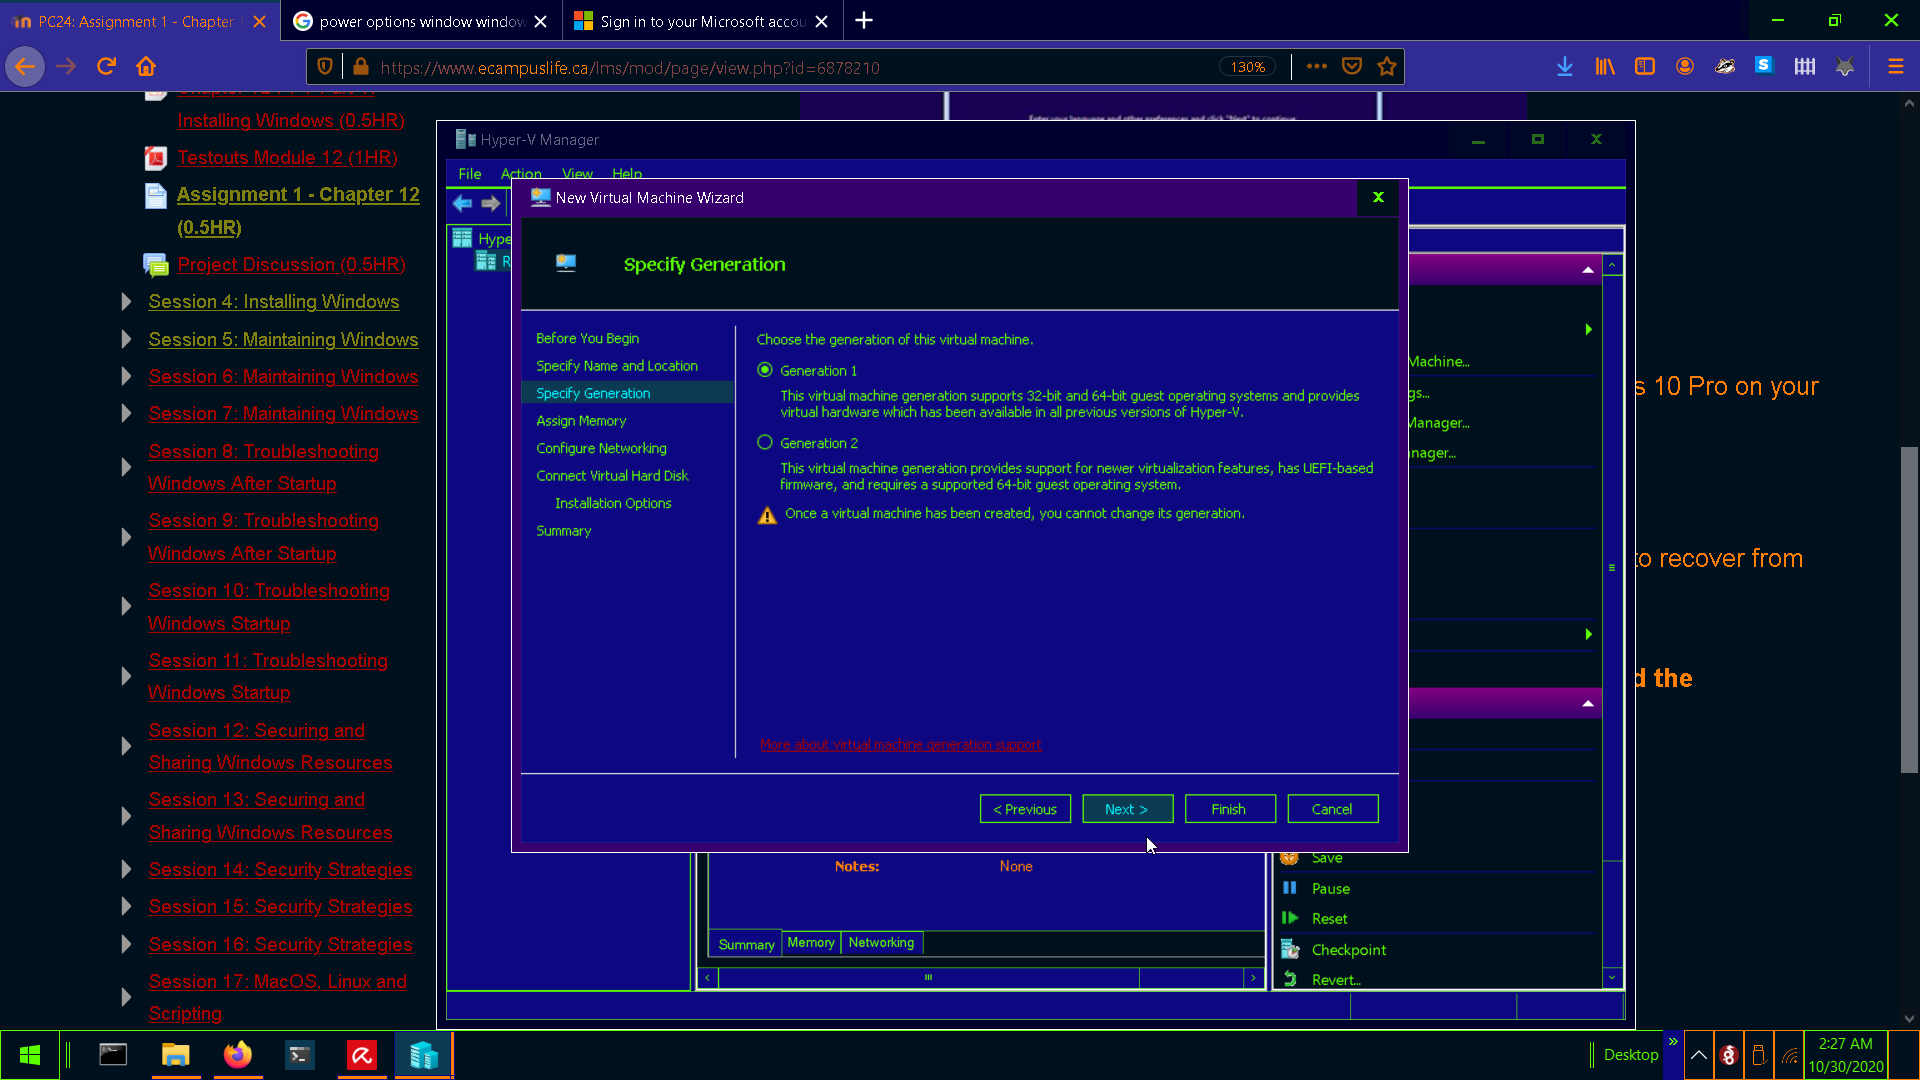 PC24: Assignment 1 - Chapter 1
power options window window
Sign in to your Microsoft accou
https://www.ecampuslife.ca/lms/mod/page/view.php?id=6878210
130%
Installing Windows (0.5HR)
Testouts Module 12 (1HR)
Assignment 1 - Chapter 12
(0.5HR)
Project Discussion (0.5HR)
Session 4: Installing Windows
Session 5: Maintaining Windows
Session 6: Maintaining Windows
Session 7: Maintaining Windows
Session 8: Troubleshooting
Windows After Startup
Session 9: Troubleshooting
Windows After Startup
Session 10: Troubleshooting
Windows Startup
Session 11: Troubleshooting
Windows Startup
Session 12: Securing and
Sharing Windows Resources
Session 13: Securing and
Sharing Windows Resources
Session 14: Security Strategies
Session 15: Security Strategies
Session 16: Security Strategies
Session 17: MacOS, Linux and
Scripting
Enter your language and other preferences and click "Next" to continue.
Hyper-V Manager
File Action View Help
Hype
R
New Virtual Machine Wizard
X
Specify Generation
Before You Begin
Specify Name and Location
Specify Generation
Assign Memory
Configure Networking
Connect Virtual Hard Disk
Installation Options
Summary
Choose the generation of this virtual machine.
Generation 1
This virtual machine generation supports 32-bit and 64-bit guest operating systems and provides
virtual hardware which has been available in all previous versions of Hyper-V.
Generation 2
This virtual machine generation provides support for newer virtualization features, has UEFI-based
firmware, and requires a supported 64-bit guest operating system.
Once a virtual machine has been created, you cannot change its generation.
More about virtual machine generation support
< Previous
Next >
Finish
Cancel
Machine...
gs...
Manager...
nager...
Notes: None
Summary Memory Networking
Save
Pause
Reset
Checkpoint
Revert...
s 10 Pro on your
to recover from
d the
Desktop
2:27 AM
10/30/2020